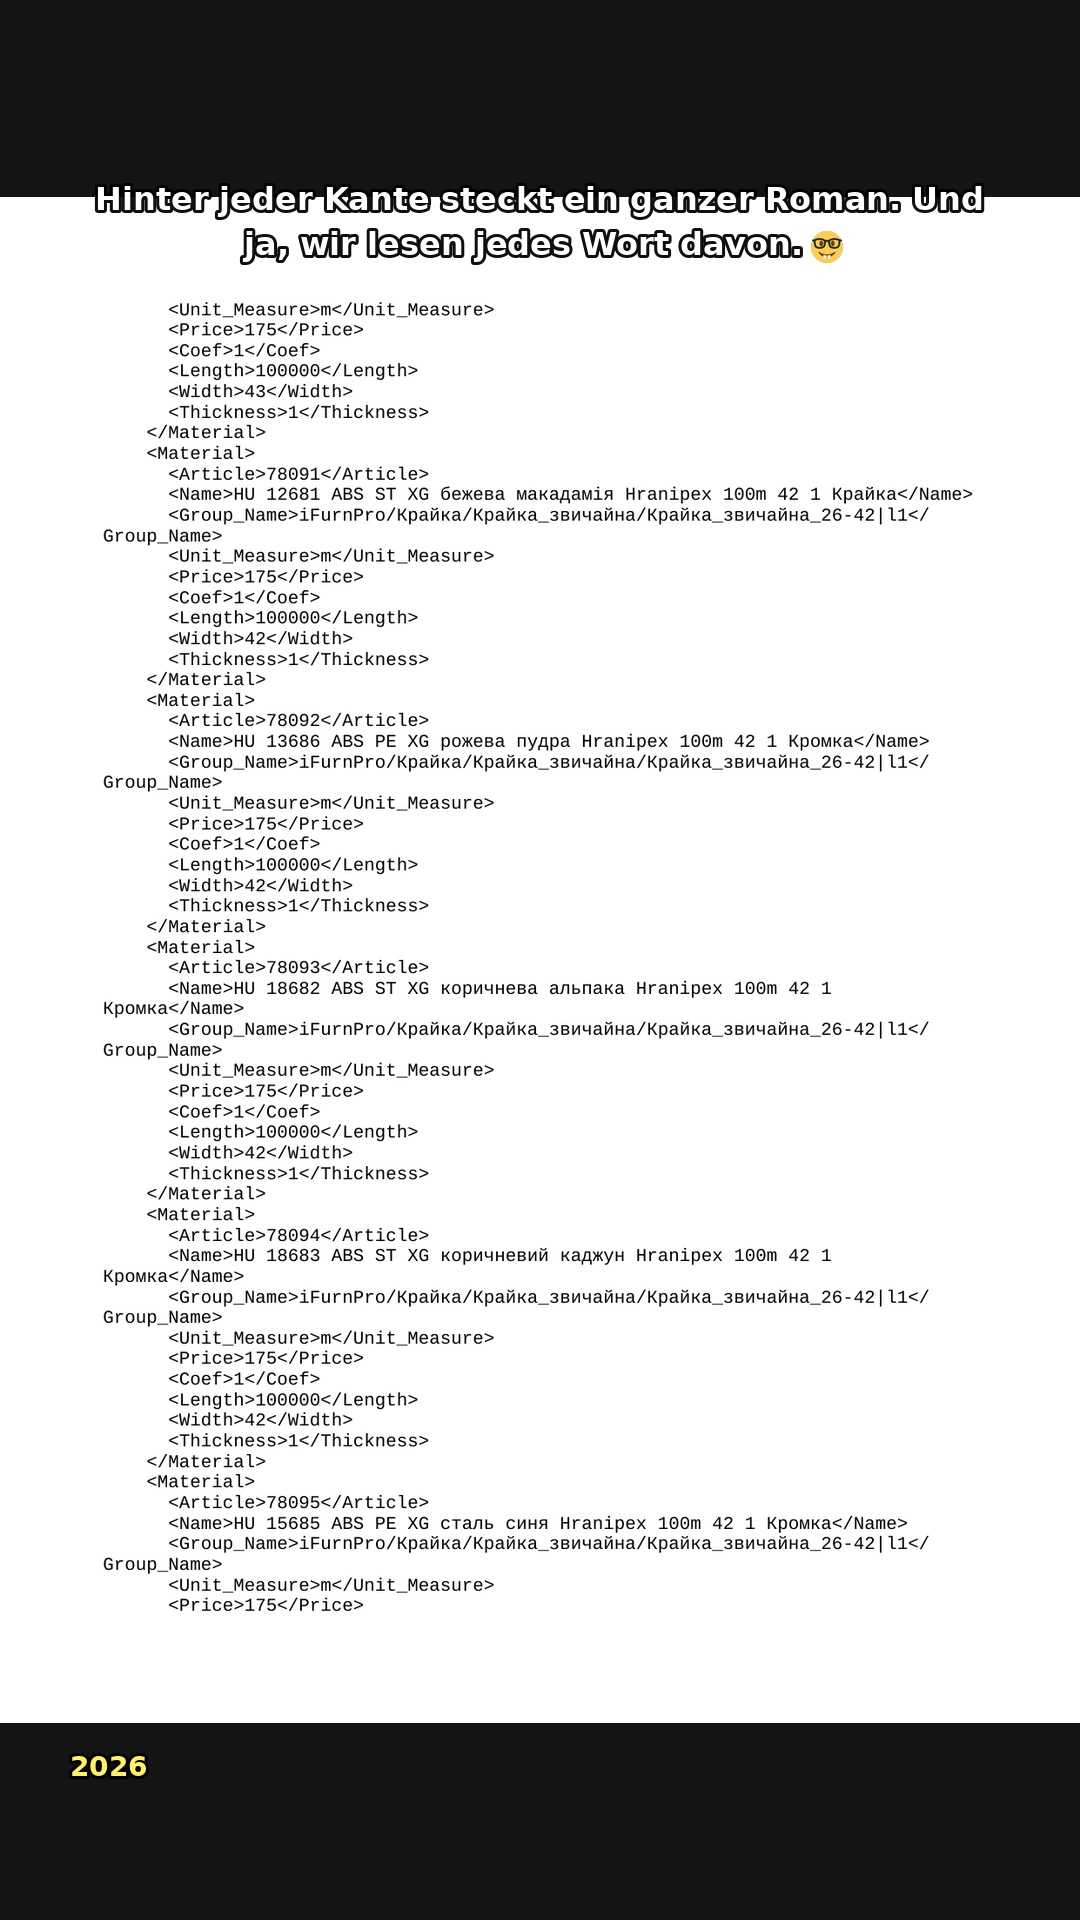 Hinter jeder Kante steckt ein ganzer Roman. Und
ja, wir lesen jedes Wort davon. 🤓
<Unit_Measure>m</Unit_Measure>
<Price>175</Price>
<Coef>1</Coef>
<Length>100000</Length>
<Width>43</Width>
<Thickness>1</Thickness>
</Material>
<Material>
<Article>78091</Article>
<Name>HU 12681 ABS ST XG бежева макадамія Hranipex 100m 42 1 Крайка</Name>
<Group_Name>iFurnPro/Крайка/Крайка_звичайна/Крайка_звичайна_26-42|l1</
Group_Name>
<Unit_Measure>m</Unit_Measure>
<Price>175</Price>
<Coef>1</Coef>
<Length>100000</Length>
<Width>42</Width>
<Thickness>1</Thickness>
</Material>
<Material>
<Article>78092</Article>
<Name>HU 13686 ABS PE XG рожева пудра Hranipex 100m 42 1 Кромка</Name>
<Group_Name>iFurnPro/Крайка/Крайка_звичайна/Крайка_звичайна_26-42|l1</
Group_Name>
<Unit_Measure>m</Unit_Measure>
<Price>175</Price>
<Coef>1</Coef>
<Length>100000</Length>
<Width>42</Width>
<Thickness>1</Thickness>
</Material>
<Material>
<Article>78093</Article>
<Name>HU 18682 ABS ST XG коричнева альпака Hranipex 100m 42 1
Кромка</Name>
<Group_Name>iFurnPro/Крайка/Крайка_звичайна/Крайка_звичайна_26-42|l1</
Group_Name>
<Unit_Measure>m</Unit_Measure>
<Price>175</Price>
<Coef>1</Coef>
<Length>100000</Length>
<Width>42</Width>
<Thickness>1</Thickness>
</Material>
<Material>
<Article>78094</Article>
<Name>HU 18683 ABS ST XG коричневий каджун Hranipex 100m 42 1
Кромка</Name>
<Group_Name>iFurnPro/Крайка/Крайка_звичайна/Крайка_звичайна_26-42|l1</
Group_Name>
<Unit_Measure>m</Unit_Measure>
<Price>175</Price>
<Coef>1</Coef>
<Length>100000</Length>
<Width>42</Width>
<Thickness>1</Thickness>
</Material>
<Material>
<Article>78095</Article>
<Name>HU 15685 ABS PE XG сталь синя Hranipex 100m 42 1 Кромка</Name>
<Group_Name>iFurnPro/Крайка/Крайка_звичайна/Крайка_звичайна_26-42|l1</
Group_Name>
<Unit_Measure>m</Unit_Measure>
<Price>175</Price>
2026